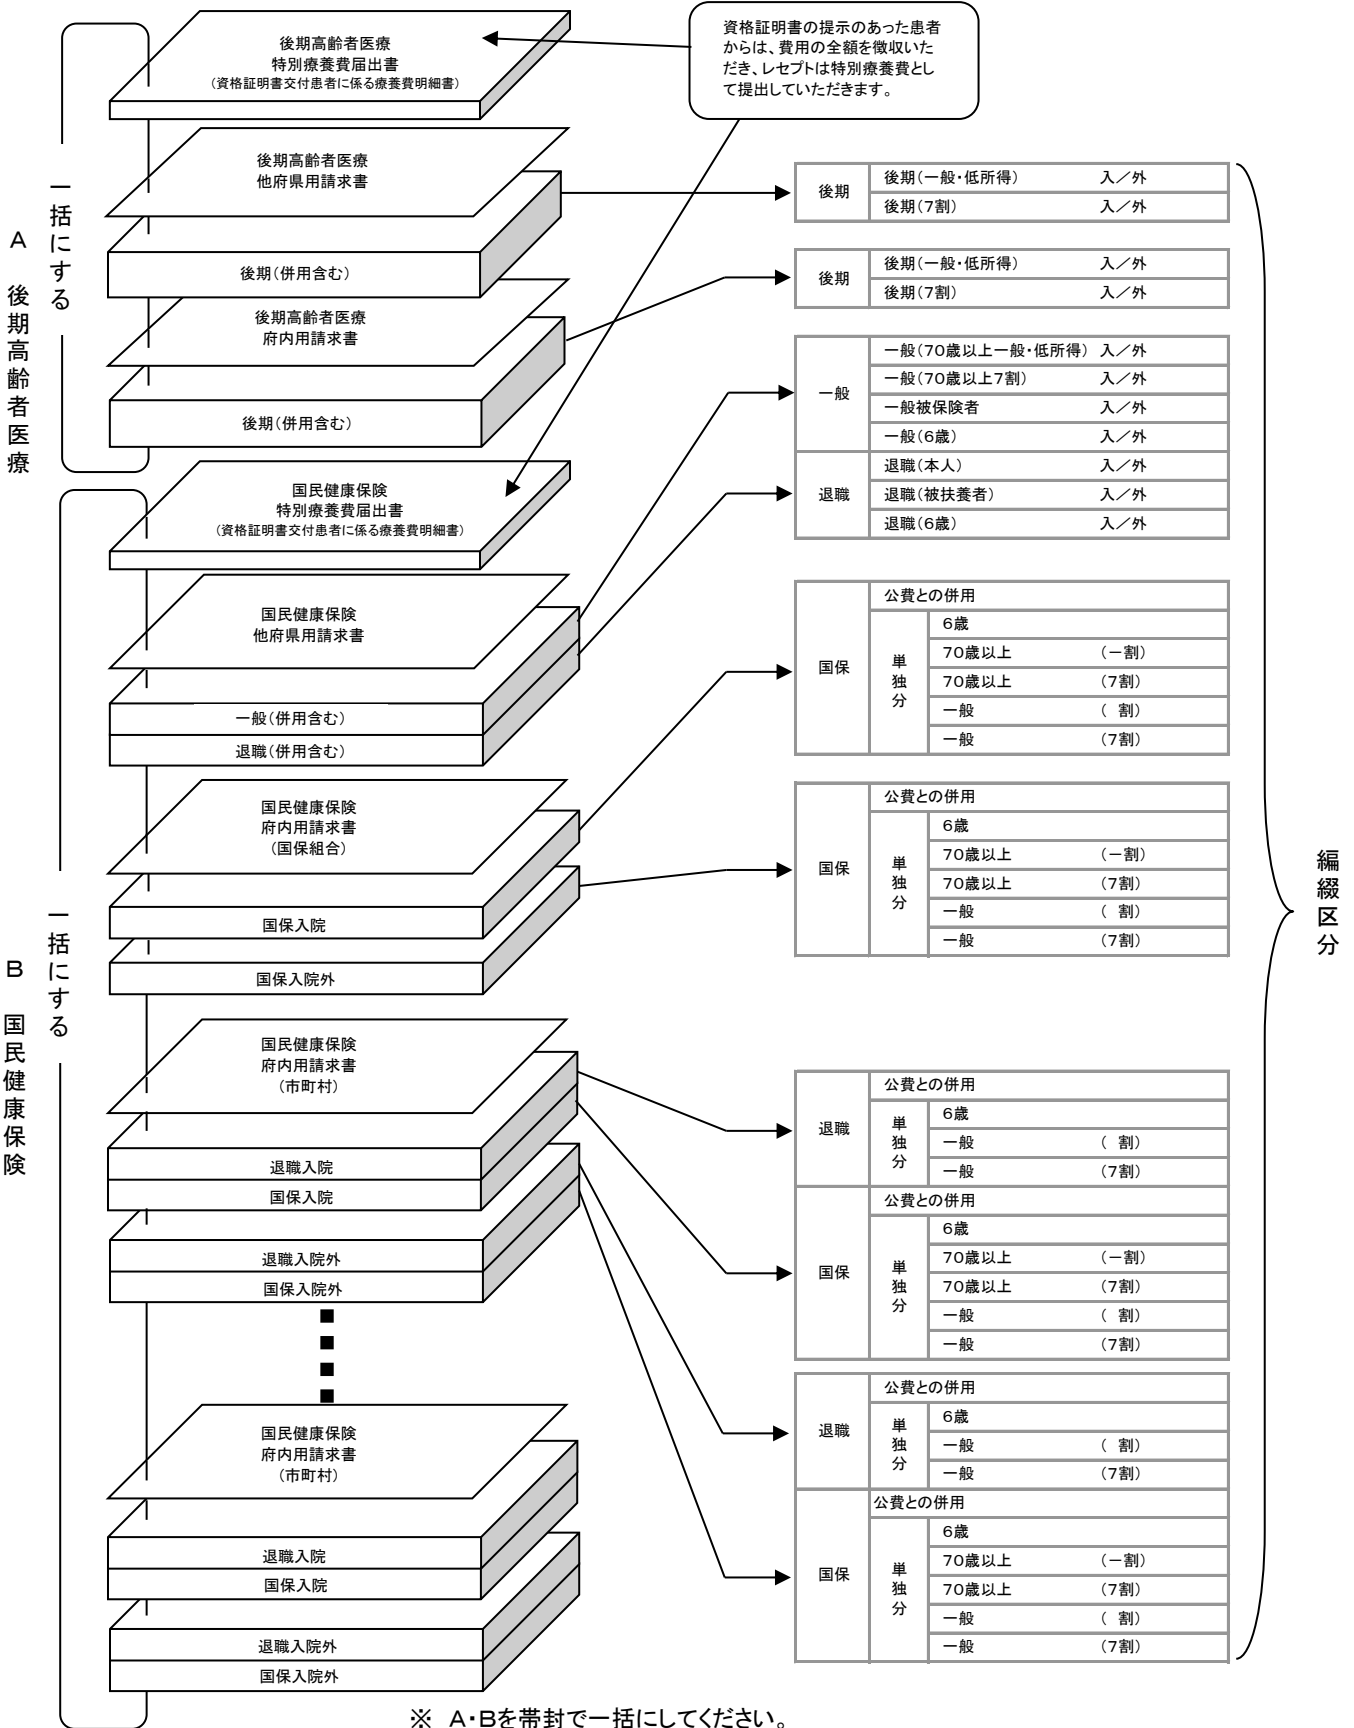 資格証明書の提示のあった患者
からは、費用の全額を徴収いた
だき、レセプトは特別療養費とし
て提出していただきます。
A 後期高齢者医療
一括にする
後期高齢者医療
特別療養費届出書
（資格証明書交付患者に係る療養費明細書）
後期高齢者医療
他府県用請求書
後期（併用含む）
後期高齢者医療
府内用請求書
後期（併用含む）
B 国民健康保険
一括にする
国民健康保険
特別療養費届出書
（資格証明書交付患者に係る療養費明細書）
国民健康保険
他府県用請求書
一般（併用含む）
退職（併用含む）
国民健康保険
府内用請求書
（国保組合）
国保入院
国保入院外
国民健康保険
府内用請求書
（市町村）
退職入院
国保入院
退職入院外
国保入院外
国民健康保険
府内用請求書
（市町村）
退職入院
国保入院
退職入院外
国保入院外
後期
後期（一般・低所得） 入／外
後期（7割） 入／外
後期
後期（一般・低所得） 入／外
後期（7割） 入／外
一般
一般（70歳以上一般・低所得） 入／外
一般（70歳以上7割） 入／外
一般被保険者 入／外
一般（6歳） 入／外
退職
退職（本人） 入／外
退職（被扶養者） 入／外
退職（6歳） 入／外
国保
公費との併用
単独分
6歳
70歳以上 （－割）
70歳以上 （7割）
一般 （ 割）
一般 （7割）
国保
公費との併用
単独分
6歳
70歳以上 （－割）
70歳以上 （7割）
一般 （ 割）
一般 （7割）
退職
公費との併用
単独分
6歳
一般 （ 割）
一般 （7割）
国保
公費との併用
単独分
6歳
70歳以上 （－割）
70歳以上 （7割）
一般 （ 割）
一般 （7割）
退職
公費との併用
単独分
6歳
一般 （ 割）
一般 （7割）
国保
公費との併用
単独分
6歳
70歳以上 （－割）
70歳以上 （7割）
一般 （ 割）
一般 （7割）
編綴区分
※ A・Bを帯封で一括にしてください。